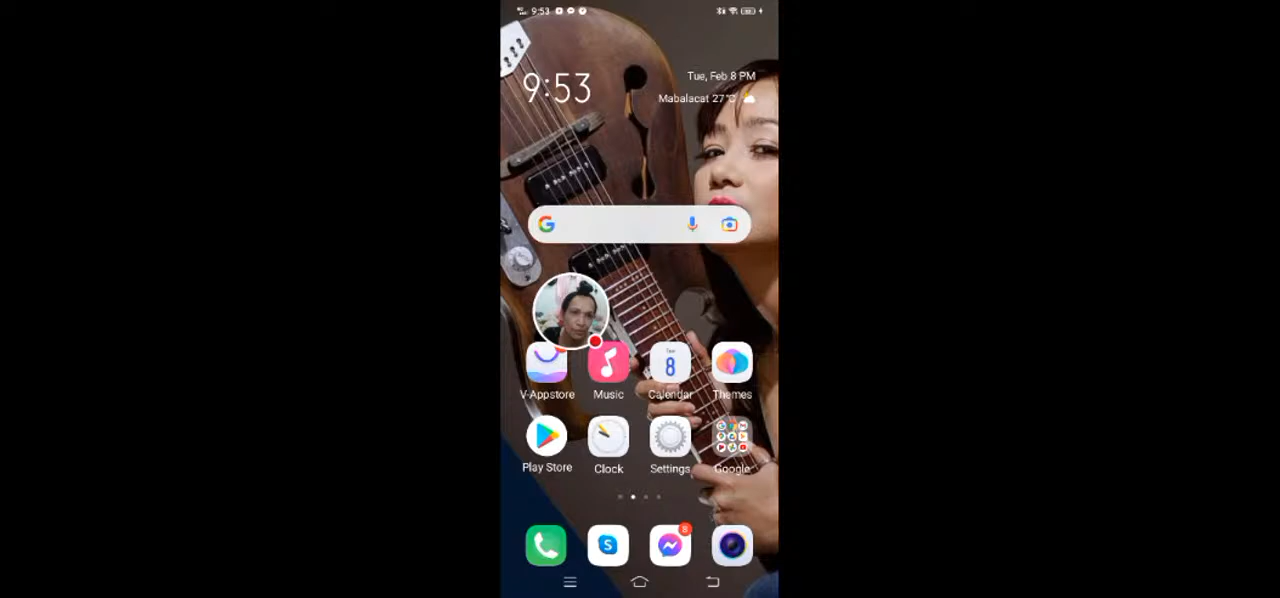 9:53
9:53
Tue, Feb 8 PM
Mabalacat 27°C
G
8
V-Appstore Music Calendar Themes
Play Store Clock Settings Google
S
8